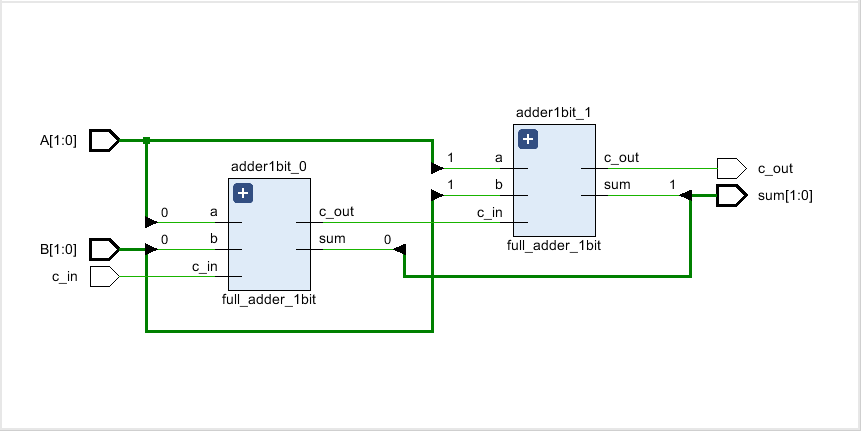 adder1bit_1
A[1:0]
1
a
c_out
c_out
adder1bit_0
1
b
sum
1
sum[1:0]
0
a
c_out
c_in
B[1:0]
0
b
sum
0
full_adder_1bit
c_in
c_in
full_adder_1bit